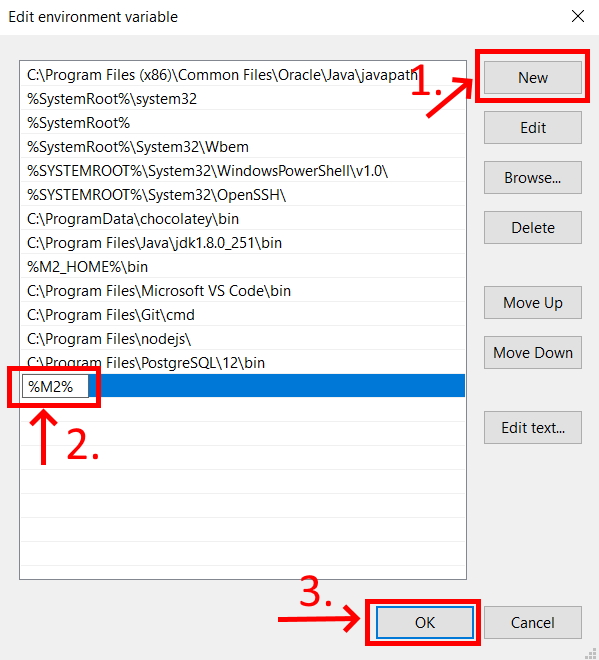 Edit environment variable
C:\Program Files (x86)\Common Files\Oracle\Java\javapath
1.
New
%SystemRoot%\system32
%SystemRoot%
Edit
%SystemRoot%\System32\Wbem
%SYSTEMROOT%\System32\WindowsPowerShell\v1.0\
Browse...
%SYSTEMROOT%\System32\OpenSSH\
C:\ProgramData\chocolatey\bin
Delete
C:\Program Files\Java\jdk1.8.0_251\bin
%M2_HOME%\bin
C:\Program Files\Microsoft VS Code\bin
Move Up
C:\Program Files\Git\cmd
C:\Program Files\nodejs\
Move Down
C:\Program Files\PostgreSQL\12\bin
%M2%
2.
Edit text...
3.
OK
Cancel